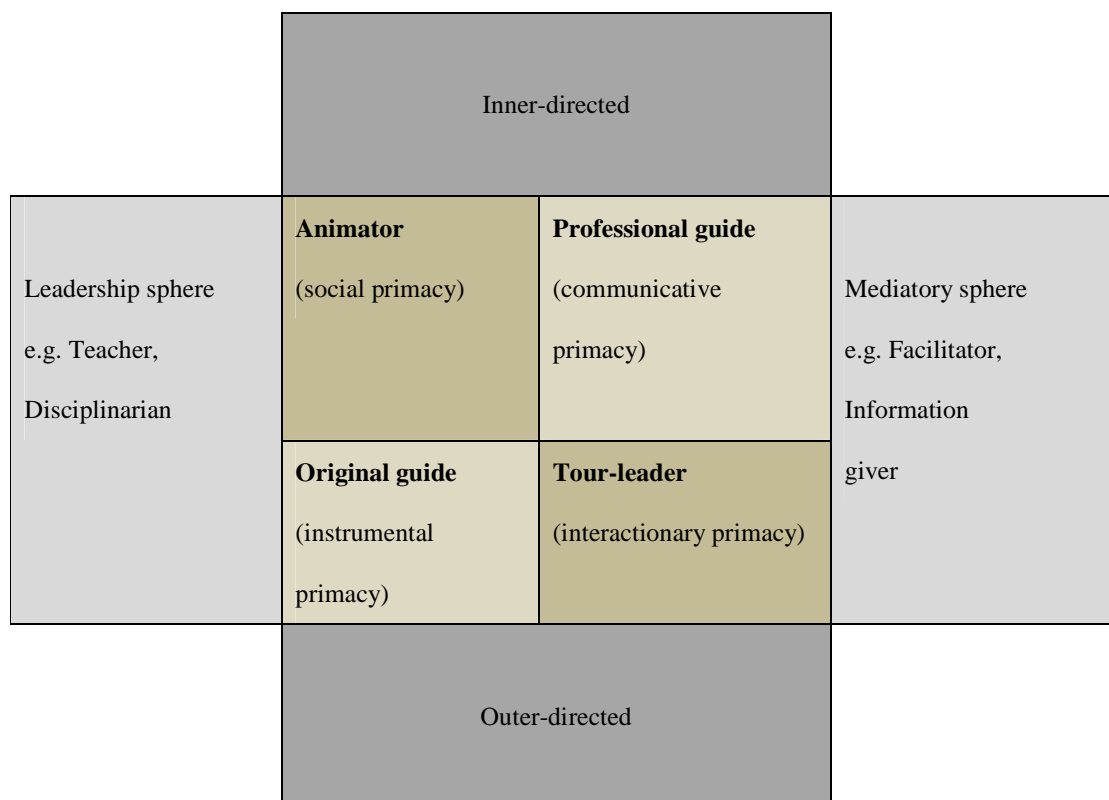 Inner-directed
Leadership sphere
e.g. Teacher,
Disciplinarian
Animator
(social primacy)
Professional guide
(communicative
primacy)
Original guide
(instrumental
primacy)
Tour-leader
(interactionary primacy)
Mediatory sphere
e.g. Facilitator,
Information
giver
Outer-directed